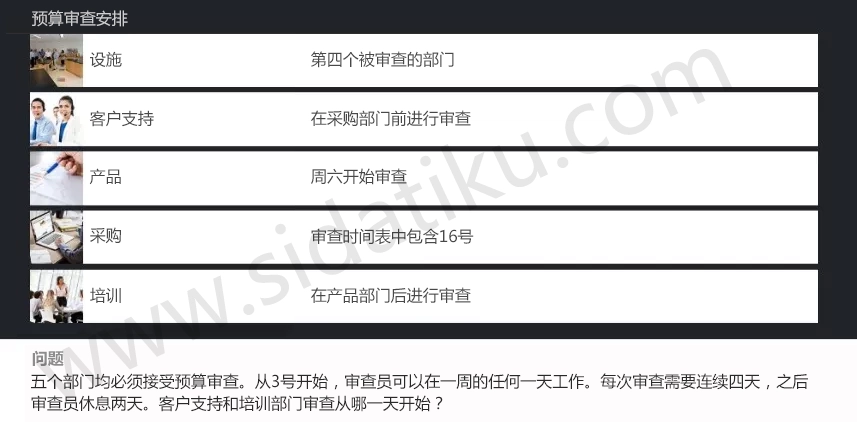 预算审查安排
设施 第四个被审查的部门
客户支持 在采购部门前进行审查
产品 周六开始审查
采购 审查时间表中包含16号
培训 在产品部门后进行审查
www.sidatiku.com
问题
五个部门均必须接受预算审查。从3号开始，审查员可以在一周的任何一天工作。每次审查需要连续四天，之后
审查员休息两天。客户支持和培训部门审查从哪一天开始？